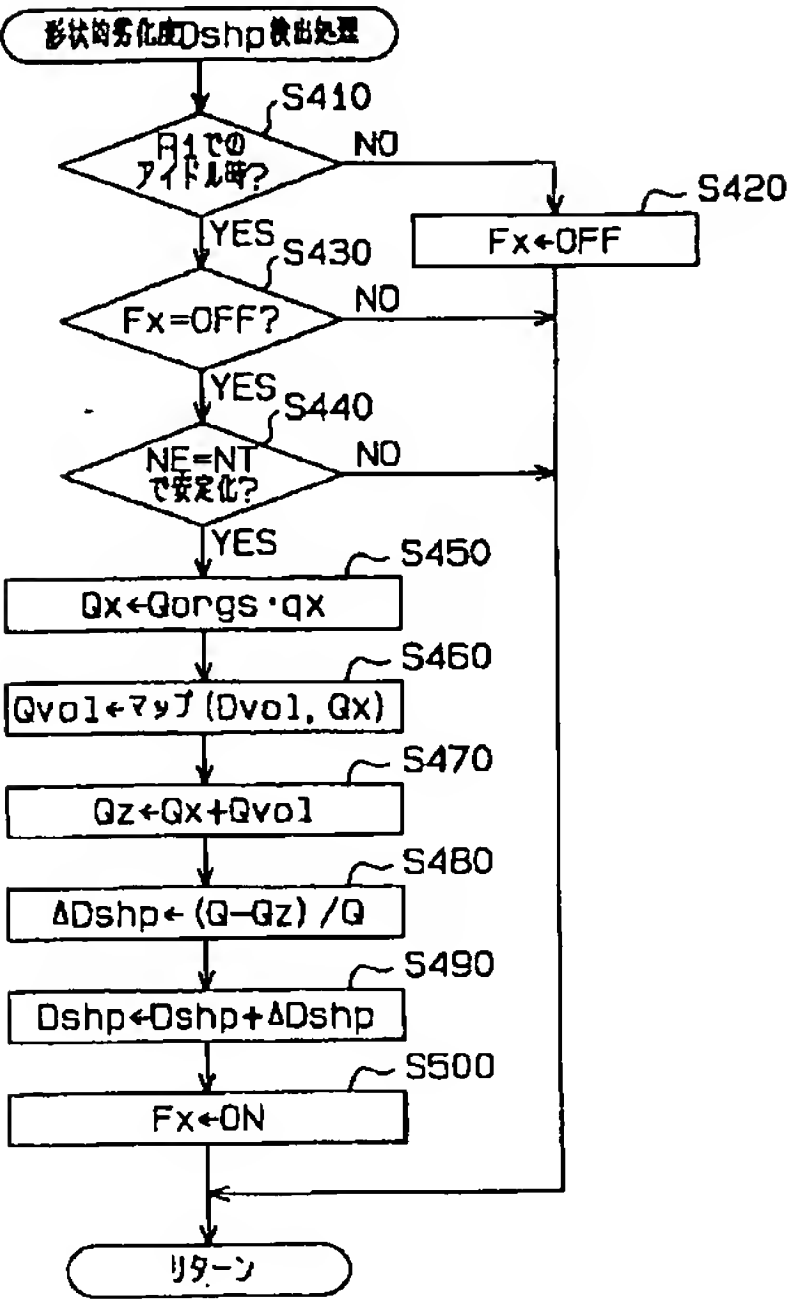 形状的劣化度Dshp検出処理
S410
A1での
アイドル時?
NO
YES
S420
Fx←OFF
S430
Fx=OFF?
NO
YES
S440
NE=NT
で安定化?
NO
YES
S450
Qx←Qorgs・qx
S460
Qvol←マップ(Dvol, Qx)
S470
Qz←Qx+Qvol
S480
ΔDshp←(Q−Qz)/Q
S490
Dshp←Dshp+ΔDshp
S500
Fx←ON
リターン